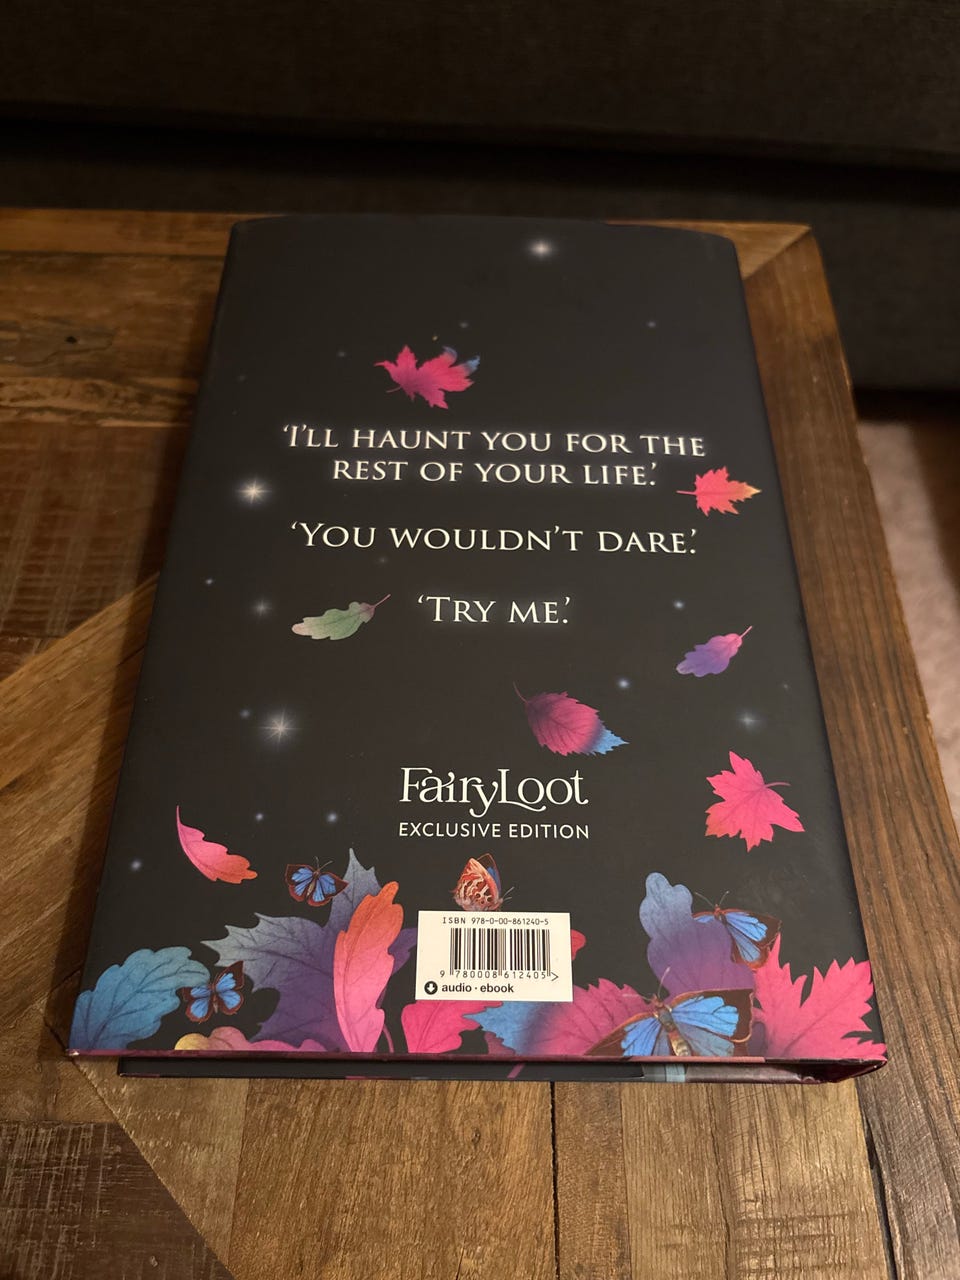 ‘I’LL HAUNT YOU FOR THE
REST OF YOUR LIFE.’
‘YOU WOULDN’T DARE.’
‘TRY ME.’
FairyLoot
EXCLUSIVE EDITION
ISBN 978-0-00-861240-5
9 780008 612405 >
audio · ebook